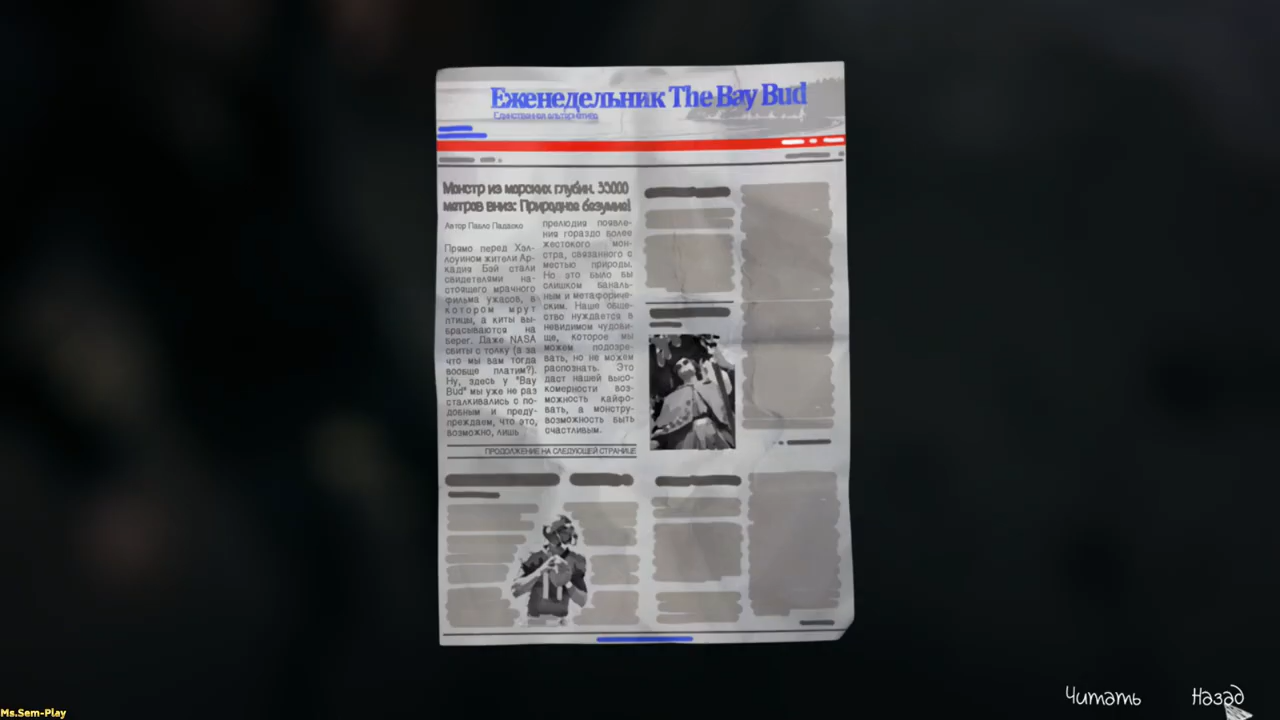 Еженедельник The Bay Bud
Единственная альтернатива
Монстр из морских глубин. 35000
метров вниз: Природное безумие!
Автор Пабло Падаско
Прямо перед Хэл-
лоуином жители Ар-
кадия Бэй стали
свидетелями на-
стоящего мрачного
фильма ужасов, в
котором мрут
птицы, а киты вы-
брасываются на
берег. Даже NASA
сбиты с толку (а за
что мы вам тогда
вообще платим?).
Ну, здесь у "Bay
Bud" мы уже не раз
сталкивались с по-
добным и преду-
преждаем, что это,
возможно, лишь
прелюдия появле-
ния гораздо более
жестокого мон-
стра, связанного с
местью природы.
Но это было бы
слишком баналь-
ным и метафориче-
ским. Наше обще-
ство нуждается в
невидимом чудови-
ще, которое мы
можем подозре-
вать, но не можем
распознать. Это
даст нашей высо-
комерности воз-
можность кайфо-
вать, а монстру-
возможность быть
счастливым.
ПРОДОЛЖЕНИЕ НА СЛЕДУЮЩЕЙ СТРАНИЦЕ
Читать
Назад
Ms.Sem-Play